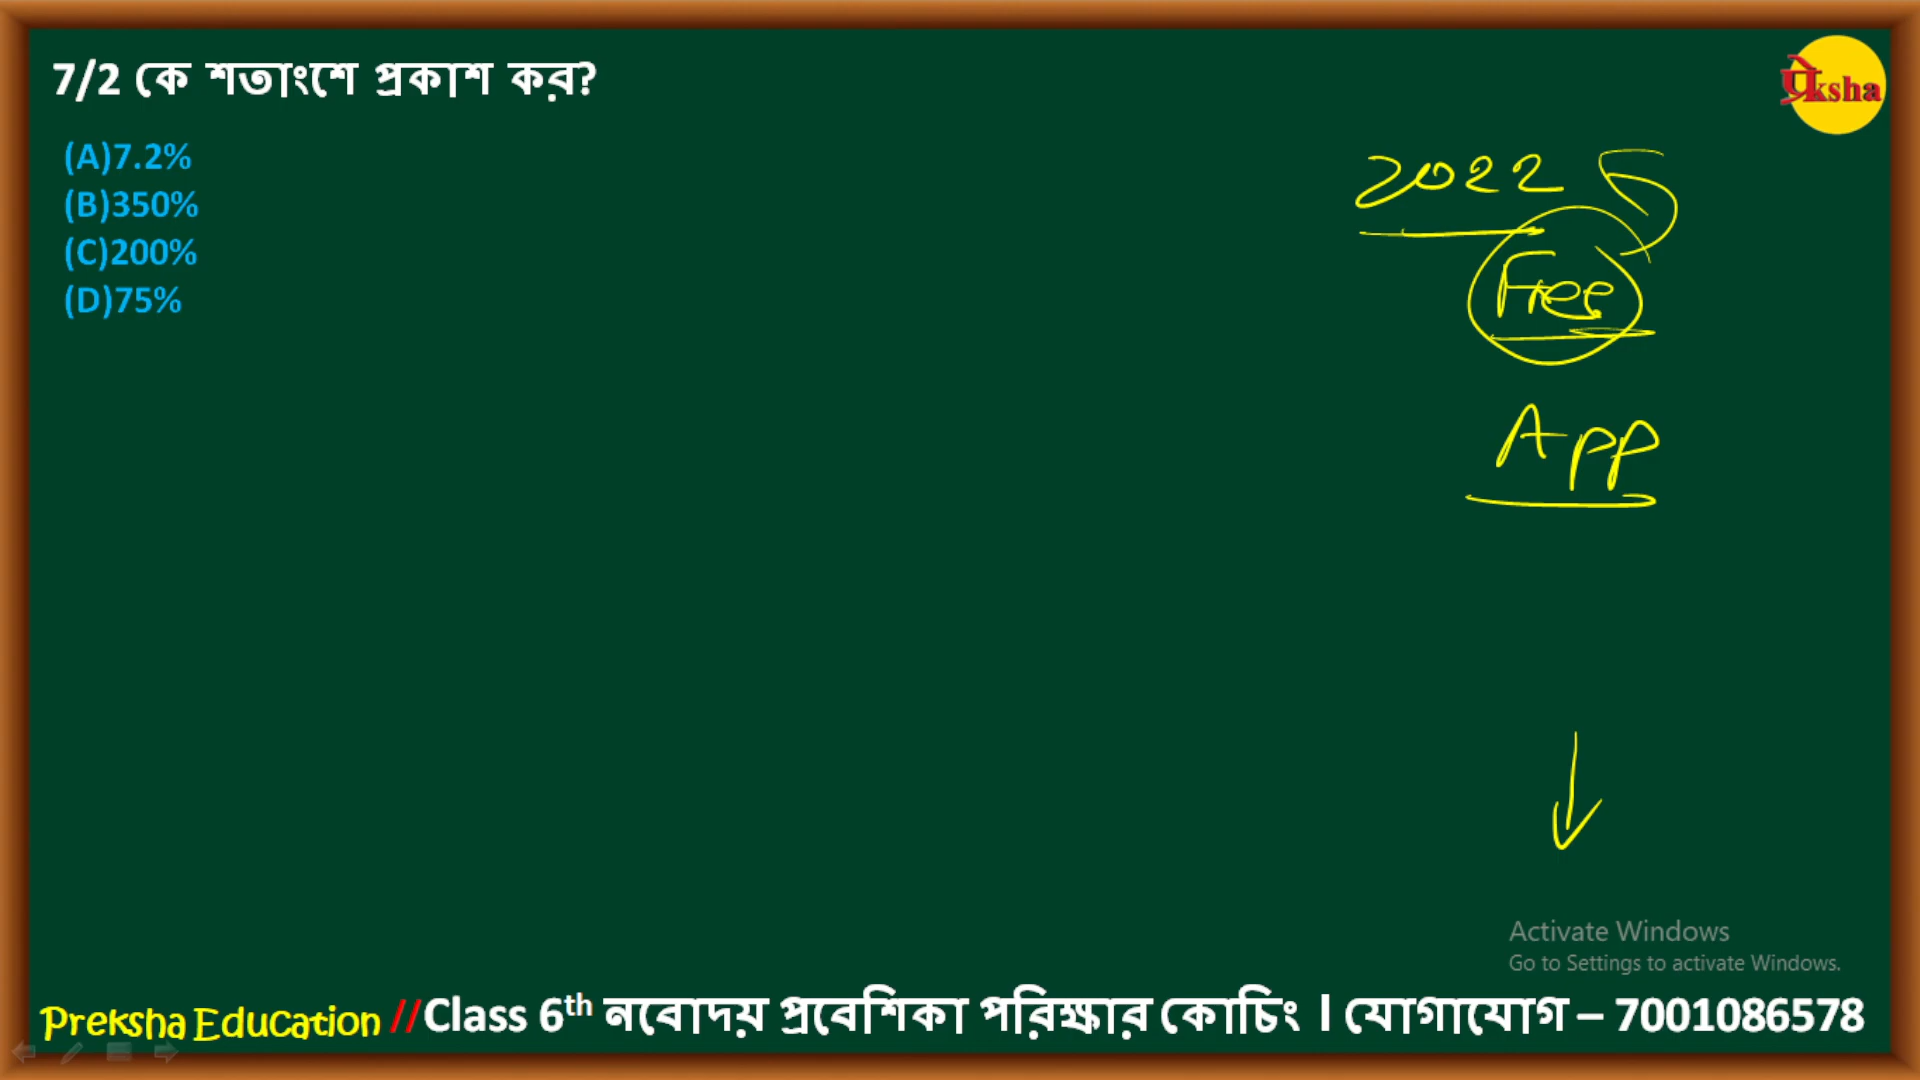 7/2 কে শতাংশে প্রকাশ কর?
(A)7.2%
(B)350%
(C)200%
(D)75%
প্রেksha
2022
Free
App
Activate Windows
Go to Settings to activate Windows.
Preksha Education //Class 6th নবোদয় প্রবেশিকা পরিক্ষার কোচিং । যোগাযোগ – 7001086578